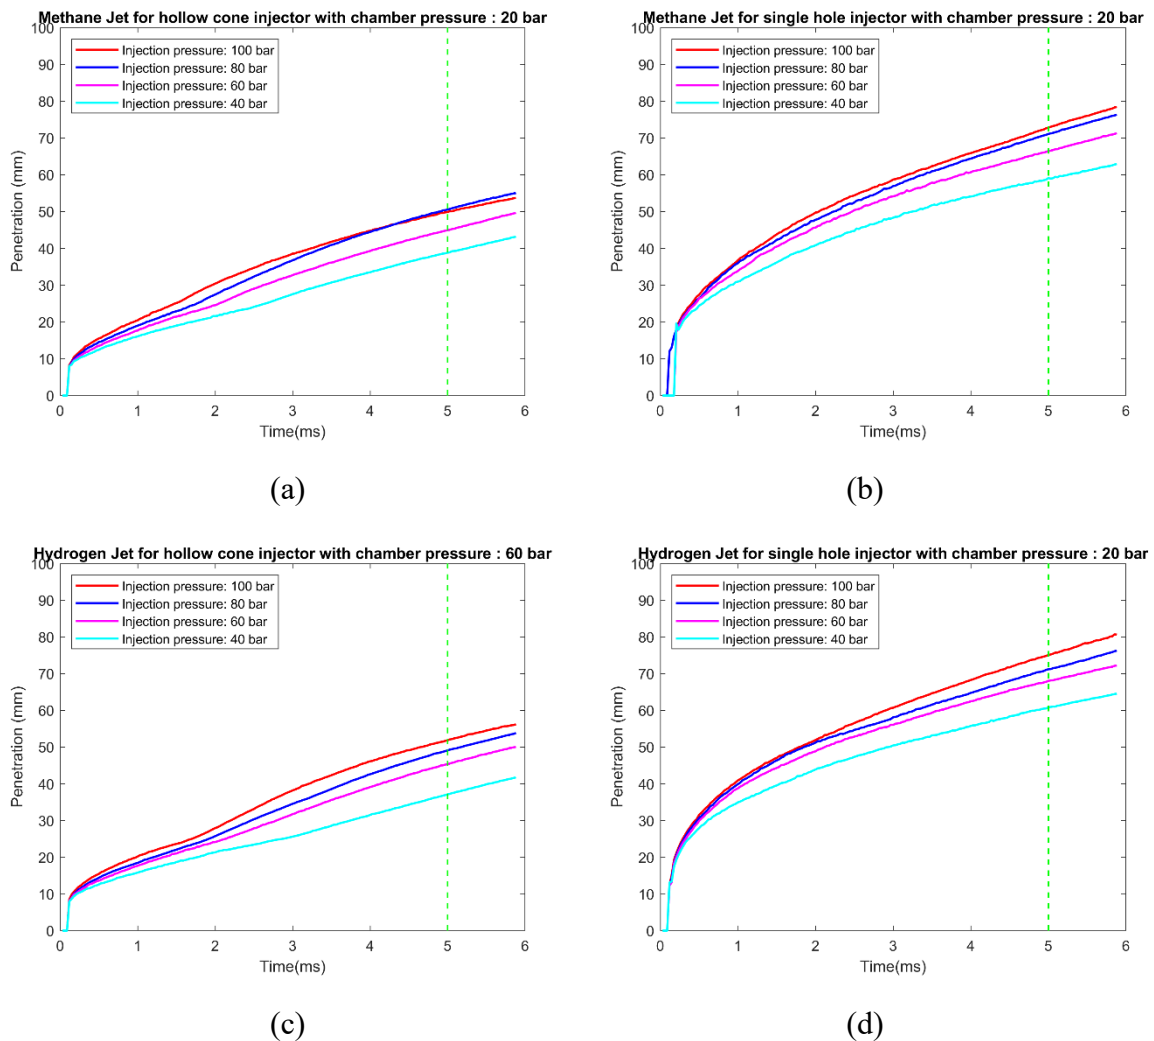 Methane Jet for hollow cone injector with chamber pressure : 20 bar
100
90
80
70
60
50
40
30
20
10
0
Penetration (mm)
Injection pressure: 100 bar
Injection pressure: 80 bar
Injection pressure: 60 bar
Injection pressure: 40 bar
0 1 2 3 4 5 6
Time(ms)
(a)
Methane Jet for single hole injector with chamber pressure : 20 bar
100
90
80
70
60
50
40
30
20
10
0
Penetration (mm)
Injection pressure: 100 bar
Injection pressure: 80 bar
Injection pressure: 60 bar
Injection pressure: 40 bar
0 1 2 3 4 5 6
Time(ms)
(b)
Hydrogen Jet for hollow cone injector with chamber pressure : 60 bar
100
90
80
70
60
50
40
30
20
10
0
Penetration (mm)
Injection pressure: 100 bar
Injection pressure: 80 bar
Injection pressure: 60 bar
Injection pressure: 40 bar
0 1 2 3 4 5 6
Time(ms)
(c)
Hydrogen Jet for single hole injector with chamber pressure : 20 bar
100
90
80
70
60
50
40
30
20
10
0
Penetration (mm)
Injection pressure: 100 bar
Injection pressure: 80 bar
Injection pressure: 60 bar
Injection pressure: 40 bar
0 1 2 3 4 5 6
Time(ms)
(d)